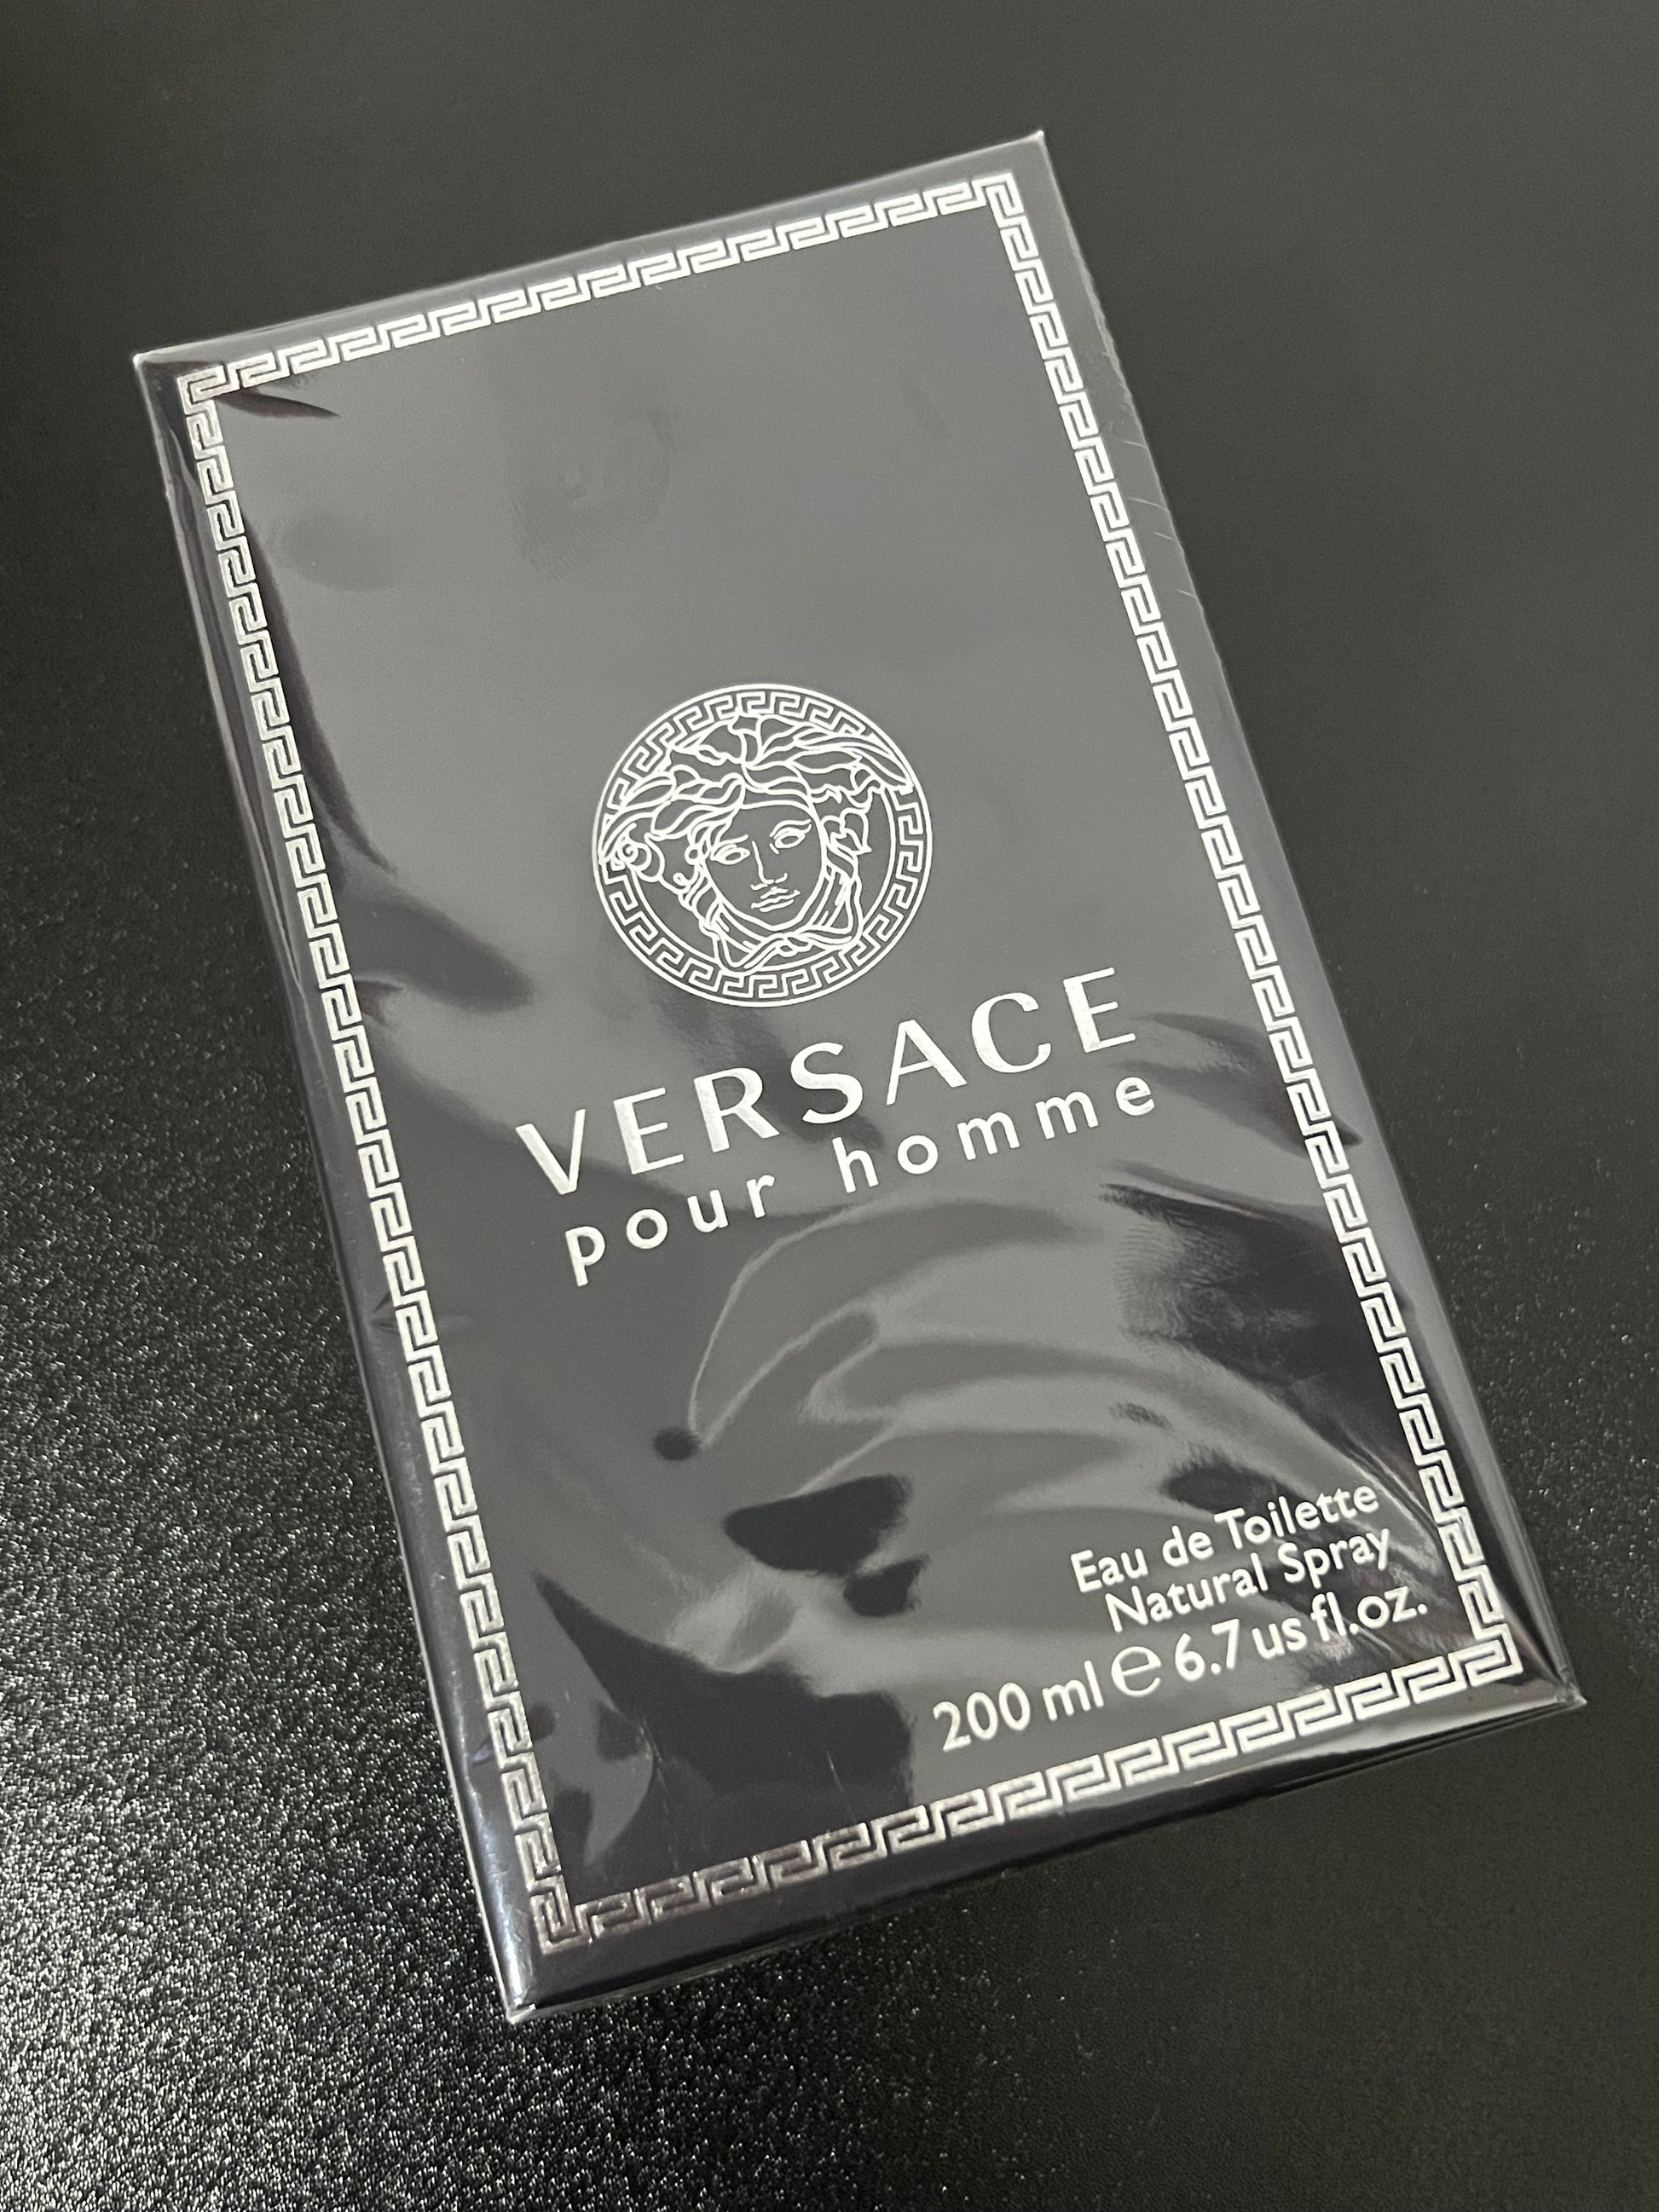 VERSACE
pour homme
Eau de Toilette
Natural Spray
200 ml ℮ 6.7 us fl.oz.